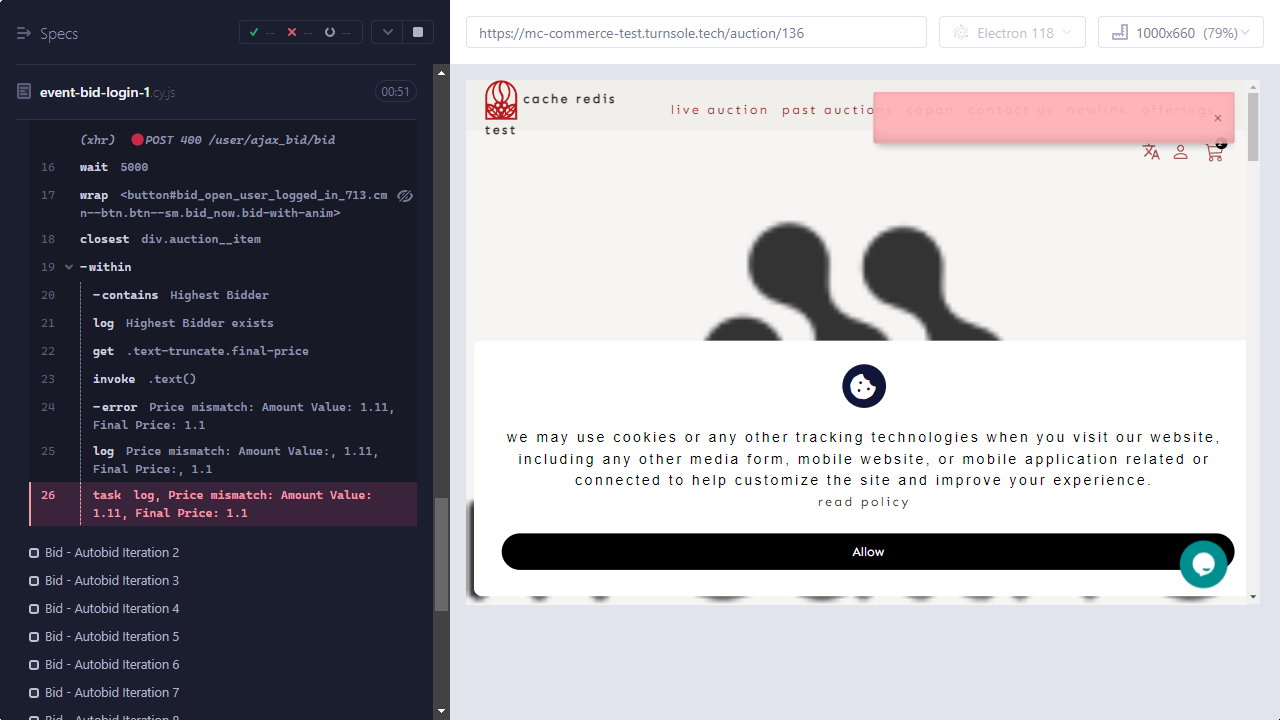 Specs
-- -- --
event-bid-login-1.cy.js 00:51
(xhr) POST 400 /user/ajax_bid/bid
16 wait 5000
17 wrap <button#bid_open_user_logged_in_713.cm
n--btn.btn--sm.bid_now.bid-with-anim>
18 closest div.auction__item
19 -within
20 -contains Highest Bidder
21 log Highest Bidder exists
22 get .text-truncate.final-price
23 invoke .text()
24 -error Price mismatch: Amount Value: 1.11,
Final Price: 1.1
25 log Price mismatch: Amount Value:, 1.11,
Final Price:, 1.1
26 task log, Price mismatch: Amount Value:
1.11, Final Price: 1.1
Bid - Autobid Iteration 2
Bid - Autobid Iteration 3
Bid - Autobid Iteration 4
Bid - Autobid Iteration 5
Bid - Autobid Iteration 6
Bid - Autobid Iteration 7
Bid - Autobid Iteration 8
https://mc-commerce-test.turnsole.tech/auction/136
Electron 118
1000x660 (79%)
cache redis
test
live auction past auctions copan contact us newlink offerings
×
we may use cookies or any other tracking technologies when you visit our website,
including any other media form, mobile website, or mobile application related or
connected to help customize the site and improve your experience.
read policy
Allow